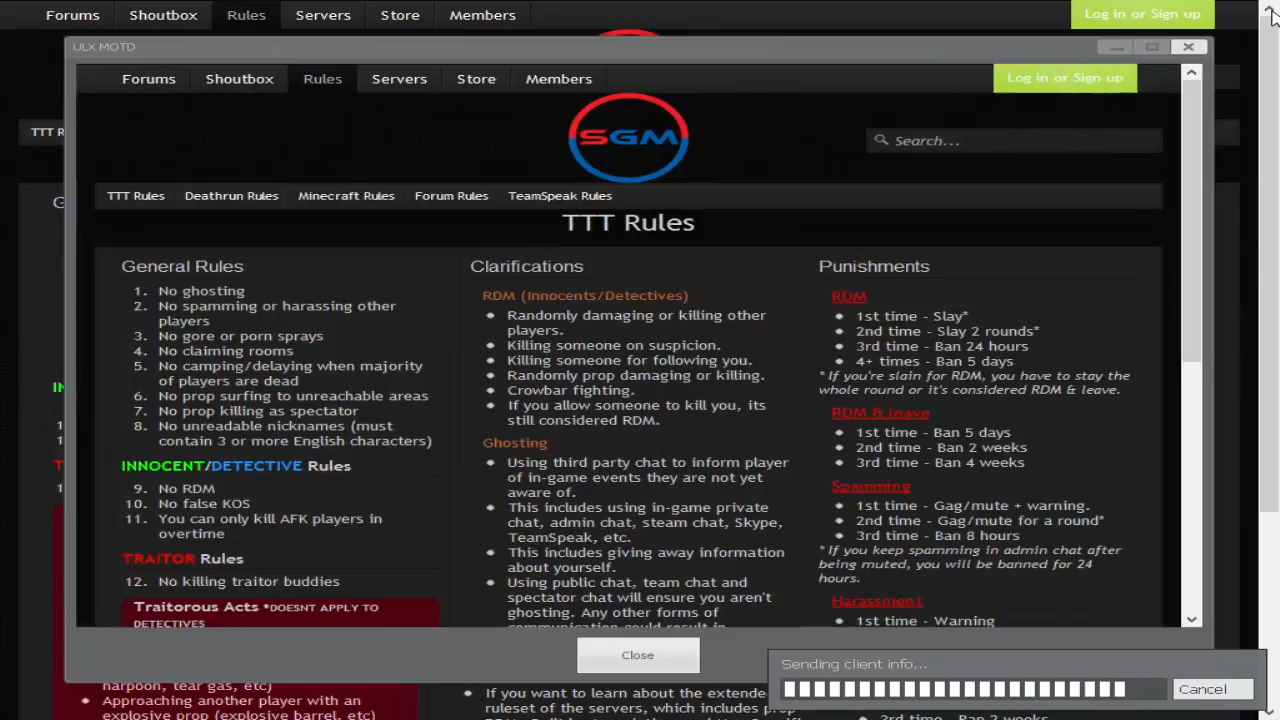 Forums Shoutbox Rules Servers Store Members Log in or Sign up
ULX MOTD
Forums Shoutbox Rules Servers Store Members Log in or Sign up
SGM
Search...
TTT R
TTT Rules Deathrun Rules Minecraft Rules Forum Rules TeamSpeak Rules
TTT Rules
General Rules
1. No ghosting
2. No spamming or harassing other
players
3. No gore or porn sprays
4. No claiming rooms
5. No camping/delaying when majority
of players are dead
6. No prop surfing to unreachable areas
7. No prop killing as spectator
8. No unreadable nicknames (must
contain 3 or more English characters)
INNOCENT/DETECTIVE Rules
9. No RDM
10. No false KOS
11. You can only kill AFK players in
overtime
TRAITOR Rules
12. No killing traitor buddies
Traitorous Acts *DOESNT APPLY TO
DETECTIVES
Clarifications
RDM (Innocents/Detectives)
Randomly damaging or killing other
players.
Killing someone on suspicion.
Killing someone for following you.
Randomly prop damaging or killing.
Crowbar fighting.
If you allow someone to kill you, its
still considered RDM.
Ghosting
Using third party chat to inform player
of in-game events they are not yet
aware of.
This includes using in-game private
chat, admin chat, steam chat, Skype,
TeamSpeak, etc.
This includes giving away information
about yourself.
Using public chat, team chat and
spectator chat will ensure you aren't
ghosting. Any other forms of
communication could result in
Punishments
RDM
1st time - Slay*
2nd time - Slay 2 rounds*
3rd time - Ban 24 hours
4+ times - Ban 5 days
* If you're slain for RDM, you have to stay the
whole round or it's considered RDM & leave.
RDM & leave
1st time - Ban 5 days
2nd time - Ban 2 weeks
3rd time - Ban 4 weeks
Spamming
1st time - Gag/mute + warning.
2nd time - Gag/mute for a round*
3rd time - Ban 8 hours
* If you keep spamming in admin chat after
being muted, you will be banned for 24
hours.
Harassment
1st time - Warning
Close
Sending client info...
Cancel
harpoon, tear gas, etc)
Approaching another player with an
explosive prop (explosive barrel, etc)
If you want to learn about the extende
ruleset of the servers, which includes
3rd time - Ban 2 weeks